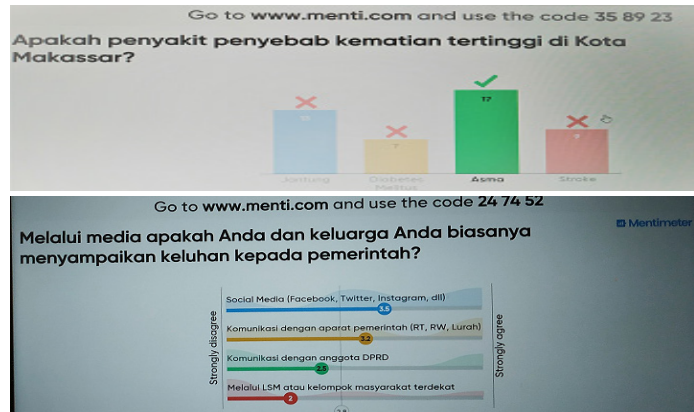 Go to www.menti.com and use the code 35 89 23
Apakah penyakit penyebab kematian tertinggi di Kota
Makassar?
17
7
9
Jantung
Diabetes
Melitus
Asma
Stroke
Go to www.menti.com and use the code 24 74 52
Mentimeter
Melalui media apakah Anda dan keluarga Anda biasanya
menyampaikan keluhan kepada pemerintah?
Strongly disagree
Social Media (Facebook, Twitter, Instagram, dll)
3.5
Komunikasi dengan aparat pemerintah (RT, RW, Lurah)
3.2
Komunikasi dengan anggota DPRD
2.5
Melalui LSM atau kelompok masyarakat terdekat
2
Strongly agree